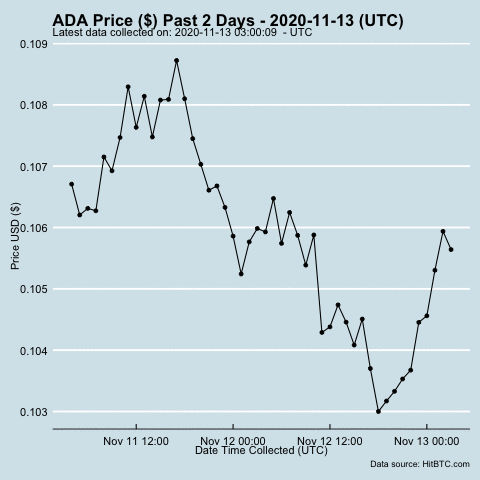 ADA Price ($) Past 2 Days - 2020-11-13 (UTC)
Latest data collected on: 2020-11-13 03:00:09 - UTC
0.109
0.108
0.107
0.106
0.105
0.104
0.103
Price USD ($)
Nov 11 12:00 Nov 12 00:00 Nov 12 12:00 Nov 13 00:00
Date Time Collected (UTC)
Data source: HitBTC.com